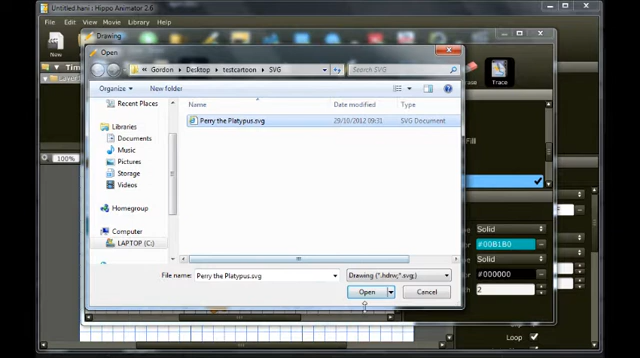 Untitled.hani : Hippo Animator 2.6
File Edit View Movie Library Help
New
Drawing
Open
Gordon Desktop testcartoon SVG
Search SVG
Organize New folder
Trace
Recent Places
Libraries
Documents
Music
Pictures
Storage
Videos
Homegroup
Computer
LAPTOP (C:)
Name Date modified Type
Perry the Platypus.svg 29/10/2012 09:31 SVG Document
Fill
100%
Solid
#00B1B0
Solid
#000000
2
File name: Perry the Platypus.svg Drawing (*.hdrw;*.svg;)
Open Cancel
Loop